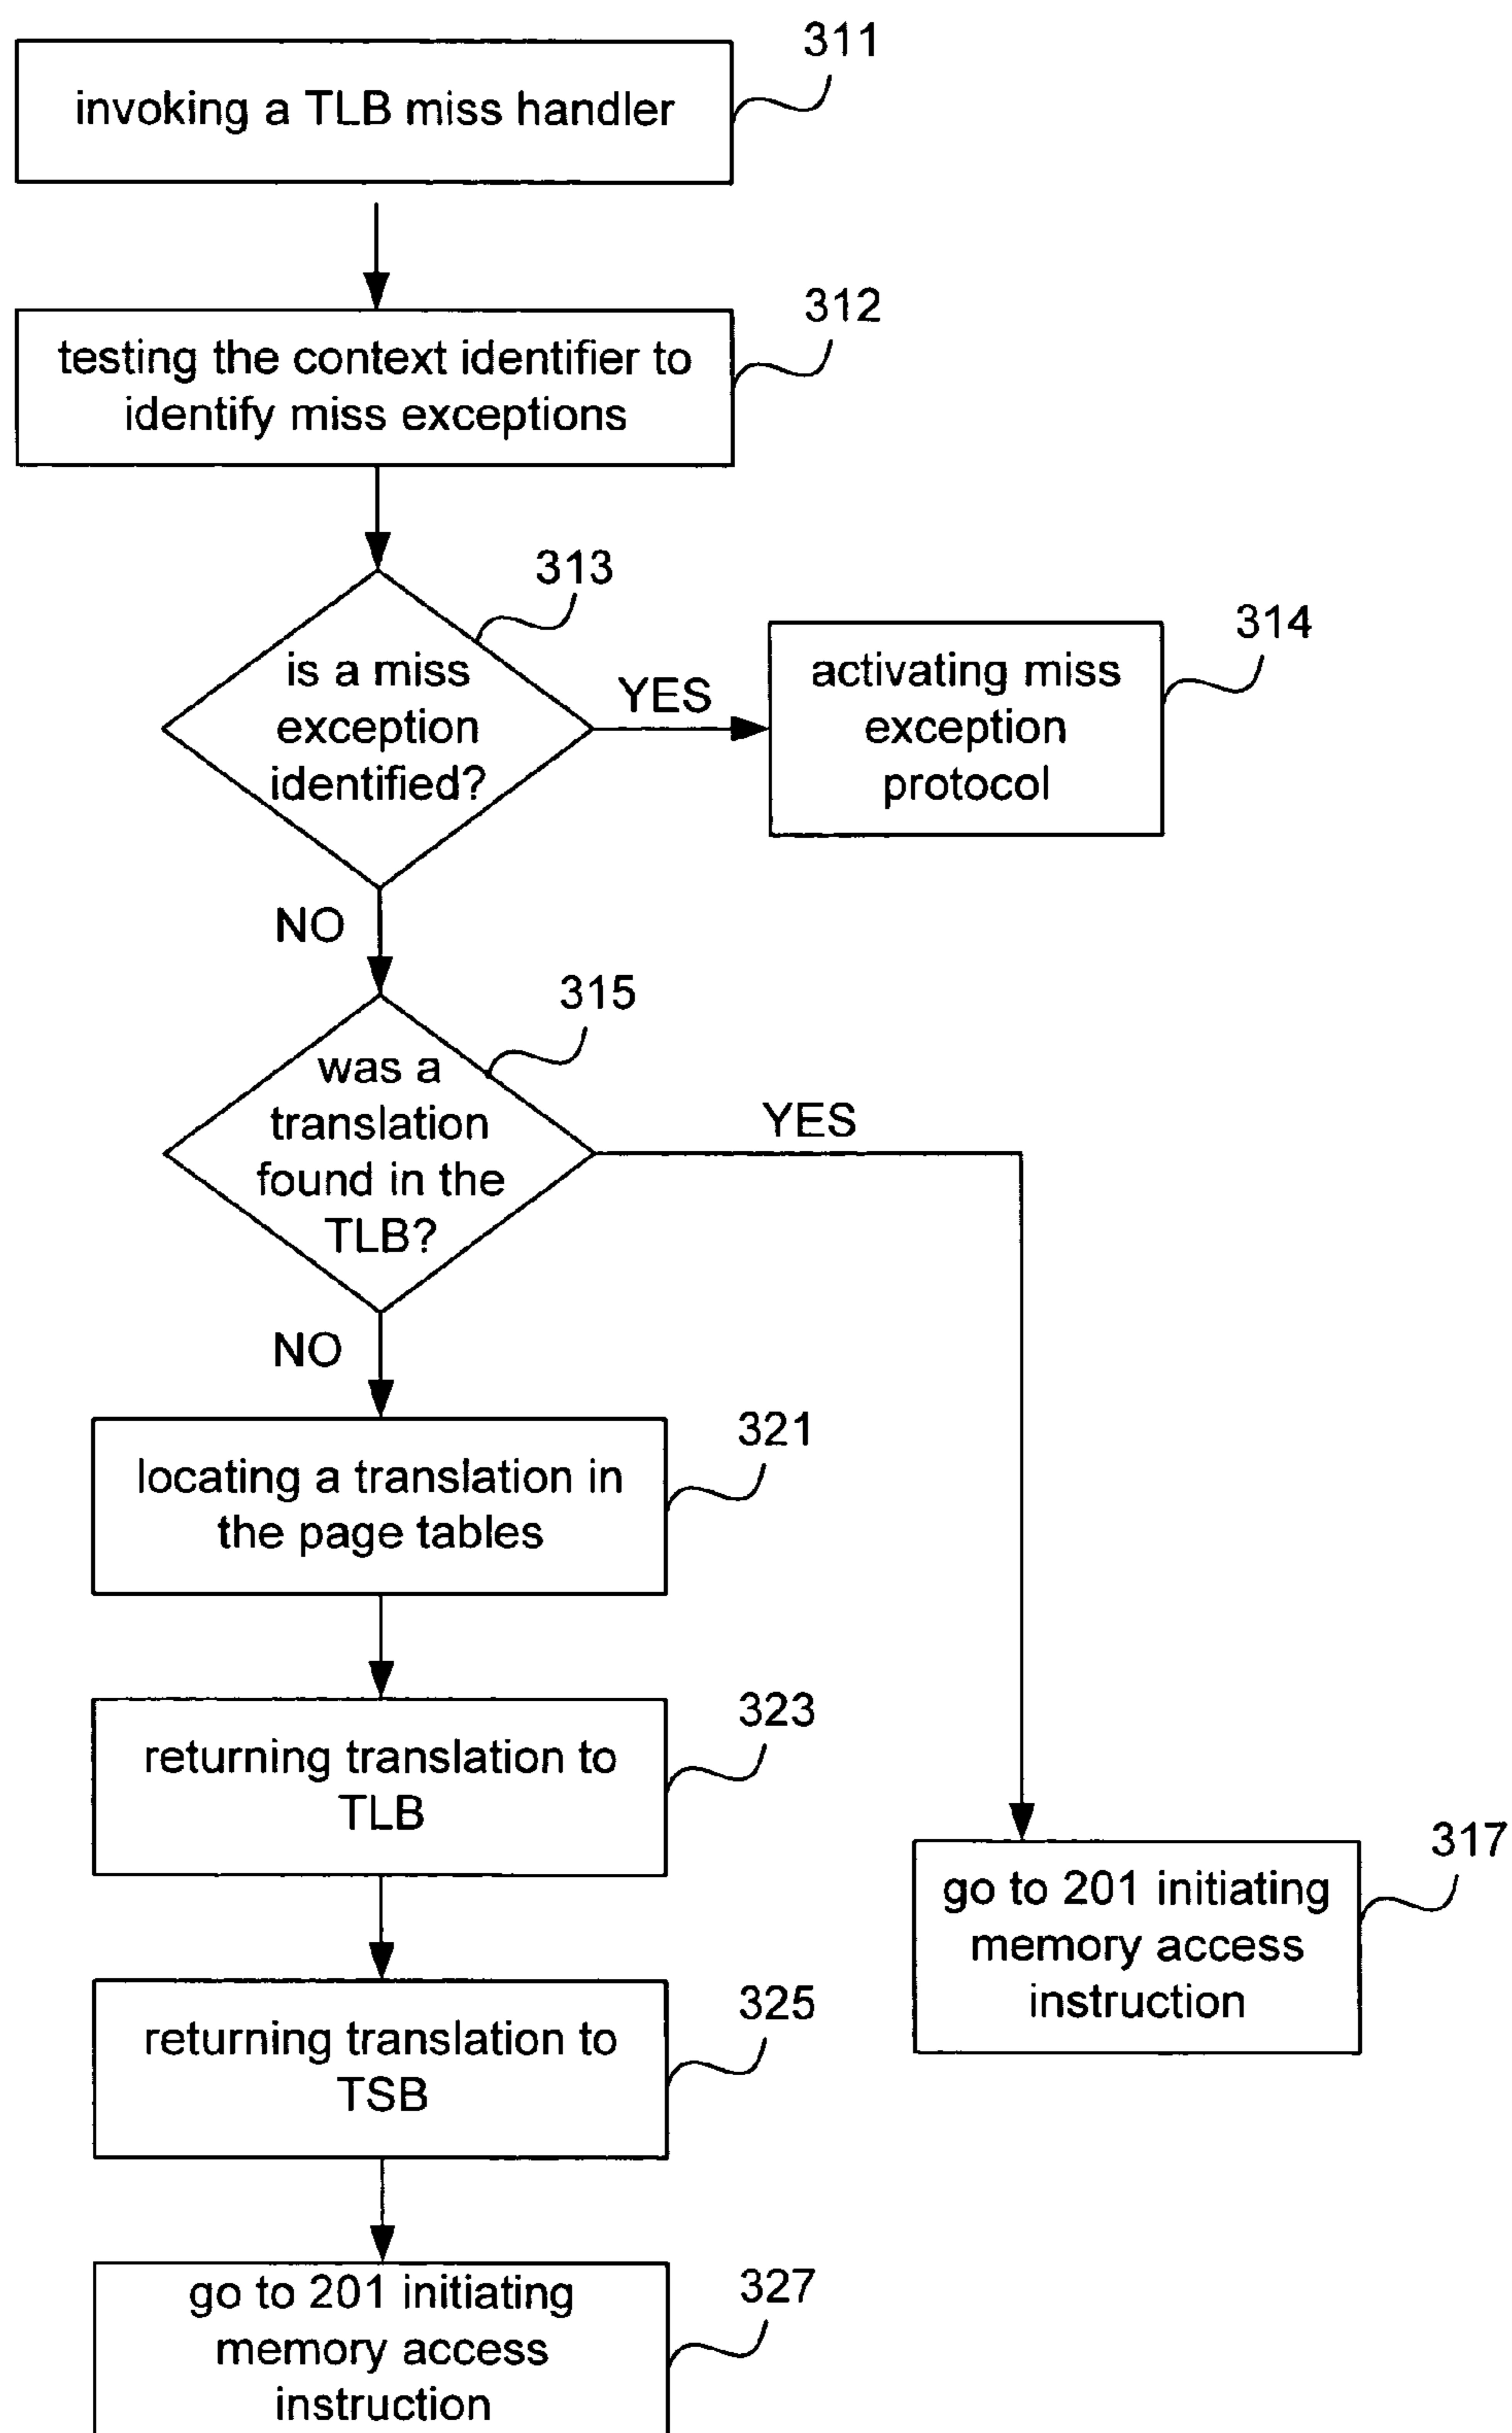 311
invoking a TLB miss handler
312
testing the context identifier to
identify miss exceptions
313
is a miss
exception
identified?
YES
314
activating miss
exception
protocol
NO
315
was a
translation
found in the
TLB?
YES
NO
321
locating a translation in
the page tables
323
returning translation to
TLB
317
go to 201 initiating
memory access
instruction
325
returning translation to
TSB
327
go to 201 initiating
memory access
instruction